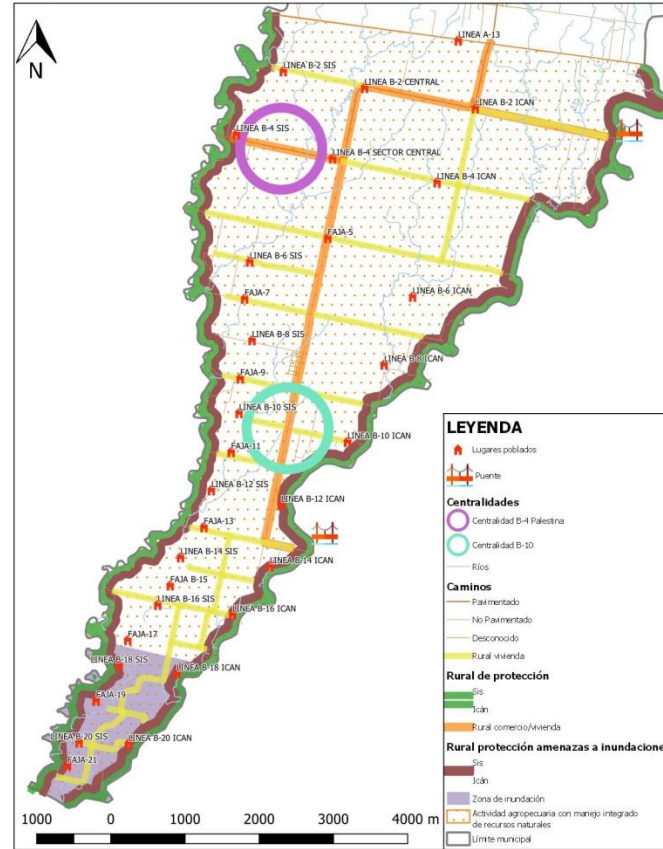 N
LINEA A-13
LINEA B-2 SIS
LINEA B-2 CENTRAL
LINEA B-2 ICAN
LINEA B-4 SIS
LINEA B-4 SECTOR CENTRAL
LINEA B-4 ICAN
FAJA-5
LINEA B-6 SIS
FAJA-7
LINEA B-6 ICAN
LINEA B-8 SIS
LINEA B-8 ICAN
FAJA-9
LINEA B-10 SIS
LINEA B-10 ICAN
FAJA-11
LINEA B-12 SIS
LINEA B-12 ICAN
FAJA-13
LINEA B-14 SIS
LINEA B-14 ICAN
FAJA B-15
LINEA B-16 SIS
LINEA B-16 ICAN
FAJA-17
LINEA B-18 SIS
LINEA B-18 ICAN
FAJA-19
LINEA B-20 SIS
LINEA B-20 ICAN
FAJA-21
1000 0 1000 2000 3000 4000 m
LEYENDA
Lugares poblados
Puente
Centralidades
Centralidad B-4 Palestina
Centralidad B-10
Ríos
Caminos
Pavimentado
No Pavimentado
Desconocido
Rural vivienda
Rural de protección
Sis
Icán
Rural comercio/vivienda
Rural protección amenazas a inundaciones
Sis
Icán
Zona de inundación
Actividad agropecuaria con manejo integrado
de recursos naturales
Límite municipal